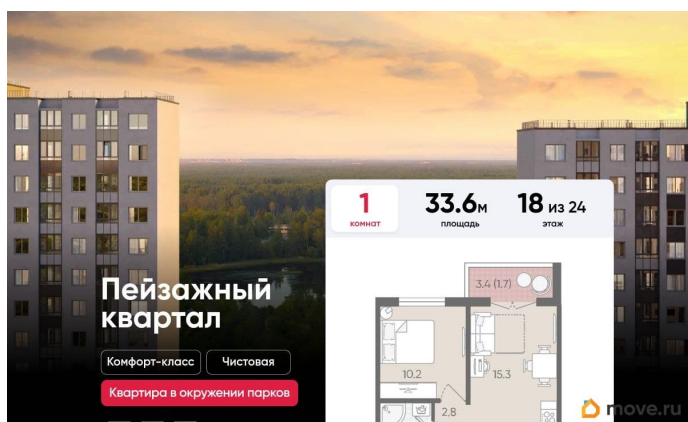 1
комнат
33.6м
площадь
18 из 24
этаж
Пейзажный
квартал
Комфорт-класс
Чистовая
Квартира в окружении парков
3.4 (1.7)
10.2
15.3
2.8
move.ru